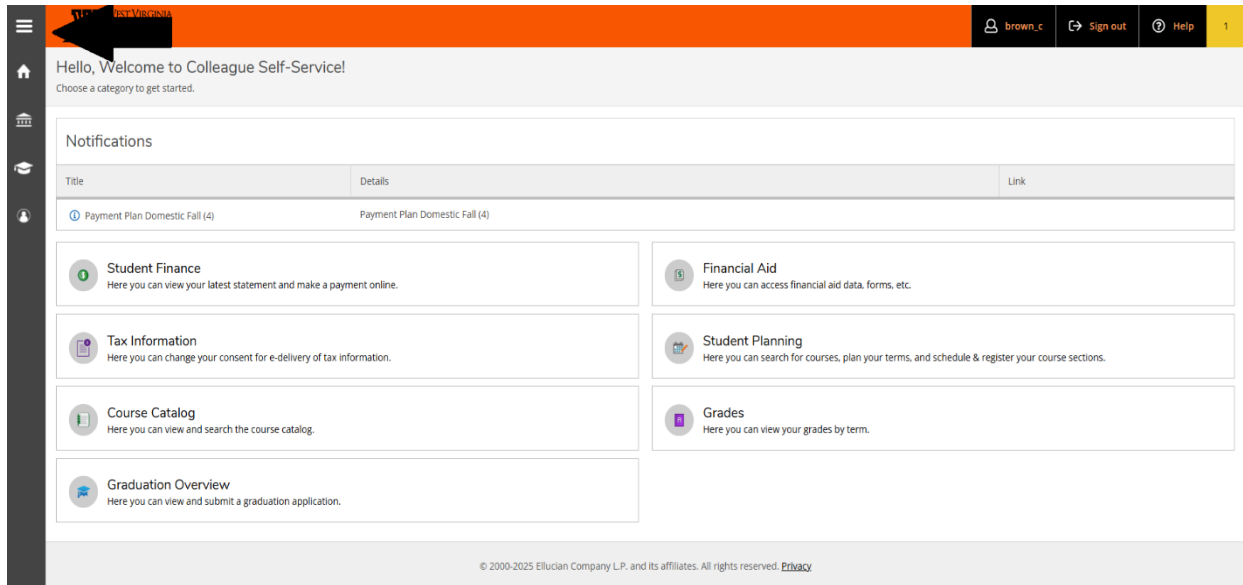 WEST VIRGINIA
brown_c
Sign out
Help
1
Hello, Welcome to Colleague Self-Service!
Choose a category to get started.
Notifications
Title Details Link
Payment Plan Domestic Fall (4) Payment Plan Domestic Fall (4)
Student Finance
Here you can view your latest statement and make a payment online.
Financial Aid
Here you can access financial aid data, forms, etc.
Tax Information
Here you can change your consent for e-delivery of tax information.
Student Planning
Here you can search for courses, plan your terms, and schedule & register your course sections.
Course Catalog
Here you can view and search the course catalog.
Grades
Here you can view your grades by term.
Graduation Overview
Here you can view and submit a graduation application.
© 2000-2025 Ellucian Company L.P. and its affiliates. All rights reserved. Privacy